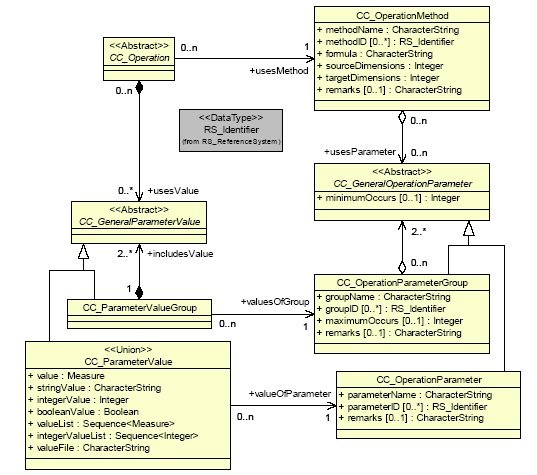 CC_OperationMethod
+ methodName : CharacterString
+ methodID [0..*] : RS_Identifier
+ formula : CharacterString
+ sourceDimensions : Integer
+ targetDimensions : Integer
+ remarks [0..1] : CharacterString
<<Abstract>>
CC_Operation
0..n
1
+usesMethod
0..n
0..n
<<DataType>>
RS_Identifier
(from RS_ReferenceSystem)
+usesParameter
0..n
0..*
+usesValue
<<Abstract>>
CC_GeneralOperationParameter
+ minimumOccurs [0..1] : Integer
<<Abstract>>
CC_GeneralParameterValue
2..*
+includesValue
2..*
1
0..n
CC_ParameterValueGroup
+valuesOfGroup
0..n
1
CC_OperationParameterGroup
+ groupName : CharacterString
+ groupID [0..*] : RS_Identifier
+ maximumOccurs [0..1] : Integer
+ remarks [0..1] : CharacterString
<<Union>>
CC_ParameterValue
+ value : Measure
+ stringValue : CharacterString
+ integerValue : Integer
+ booleanValue : Boolean
+ valueList : Sequence<Measure>
+ integerValueList : Sequence<Integer>
+ valueFile : CharacterString
+valueOfParameter
0..n
1
CC_OperationParameter
+ parameterName : CharacterString
+ parameterID [0..*] : RS_Identifier
+ remarks [0..1] : CharacterString